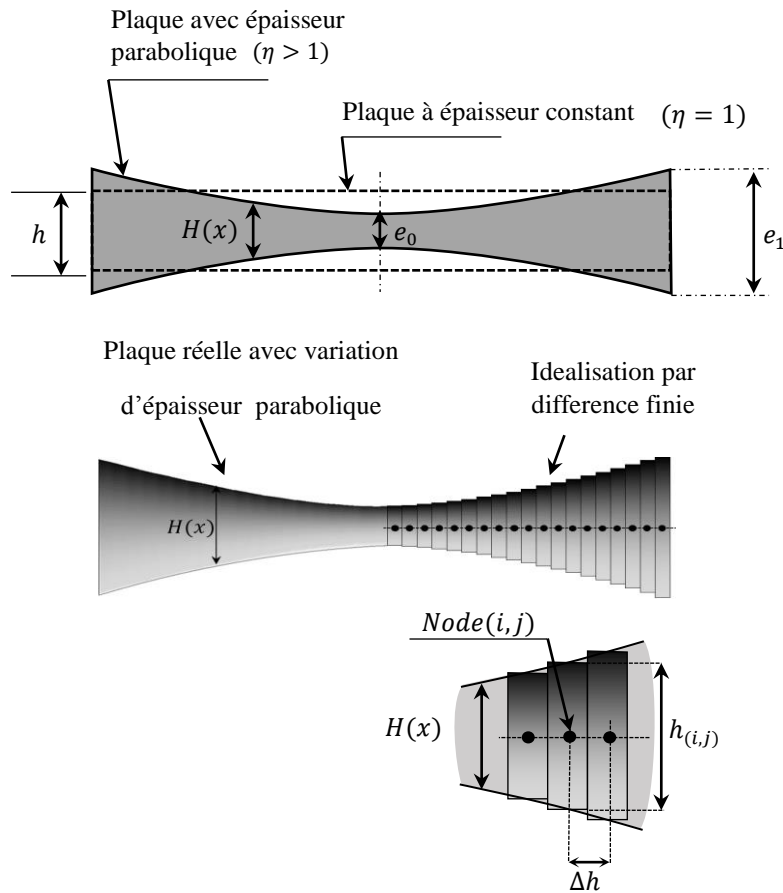 Plaque avec épaisseur
parabolique (η > 1)
Plaque à épaisseur constant (η = 1)
h
H(x)
e₀
e₁
Plaque réelle avec variation
d'épaisseur parabolique
Idealisation par
difference finie
H(x)
Node(i,j)
H(x)
h₍ᵢ,ⱼ₎
Δh